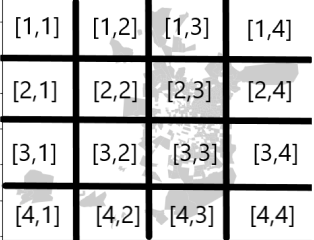 [1,1] [1,2] [1,3] [1,4]
[2,1] [2,2] [2,3] [2,4]
[3,1] [3,2] [3,3] [3,4]
[4,1] [4,2] [4,3] [4,4]